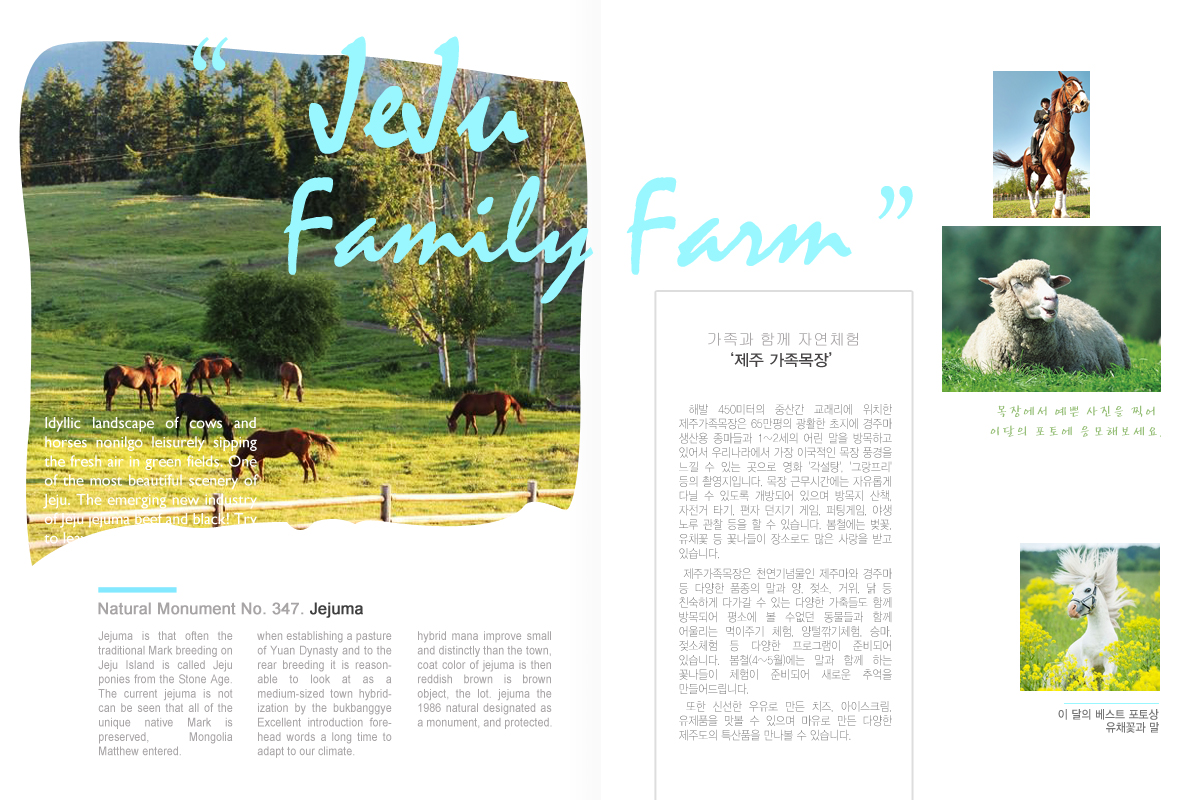 “ JeJu
Family Farm ”
Idyllic landscape of cows and
horses nonilgo leisurely sipping
the fresh air in green fields. One
of the most beautiful scenery of
Jeju. The emerging new industry
of Jeju Jejuma beef and black! Try
to
Natural Monument No. 347. Jejuma
Jejuma is that often the
traditional Mark breeding on
Jeju Island is called Jeju
ponies from the Stone Age.
The current jejuma is not
can be seen that all of the
unique native Mark is
preserved, Mongolia
Matthew entered.
when establishing a pasture
of Yuan Dynasty and to the
rear breeding it is reason-
able to look at as a
medium-sized town hybrid-
ization by the bukbanggye
Excellent introduction fore-
head words a long time to
adapt to our climate.
hybrid mana improve small
and distinctly than the town,
coat color of jejuma is then
reddish brown is brown
object, the lot. jejuma the
1986 natural designated as
a monument, and protected.
가족과 함께 자연체험
‘제주 가족목장’
해발 450미터의 중산간 교래리에 위치한
제주가족목장은 65만평의 광활한 초지에 경주마
생산용 종마들과 1~2세의 어린 말을 방목하고
있어서 우리나라에서 가장 이국적인 목장 풍경을
느낄 수 있는 곳으로 영화 '각설탕', '그랑프리'
등의 촬영지입니다. 목장 근무시간에는 자유롭게
다닐 수 있도록 개방되어 있으며 방목지 산책,
자전거 타기, 편자 던지기 게임, 퍼팅게임, 야생
노루 관찰 등을 할 수 있습니다. 봄철에는 벚꽃,
유채꽃 등 꽃나들이 장소로도 많은 사랑을 받고
있습니다.
제주가족목장은 천연기념물인 제주마와 경주마
등 다양한 품종의 말과 양, 젖소, 거위, 닭 등
친숙하게 다가갈 수 있는 다양한 가축들도 함께
방목되어 평소에 볼 수없던 동물들과 함께
어울리는 먹이주기 체험, 양털깎기체험, 승마,
젖소체험 등 다양한 프로그램이 준비되어
있습니다. 봄철(4~5월)에는 말과 함께 하는
꽃나들이 체험이 준비되어 새로운 추억을
만들어드립니다.
또한 신선한 우유로 만든 치즈, 아이스크림,
유제품을 맛볼 수 있으며 마유로 만든 다양한
제주도의 특산품을 만나볼 수 있습니다.
목장에서 예쁜 사진을 찍어
이달의 포토에 응모해보세요.
이 달의 베스트 포토상
유채꽃과 말